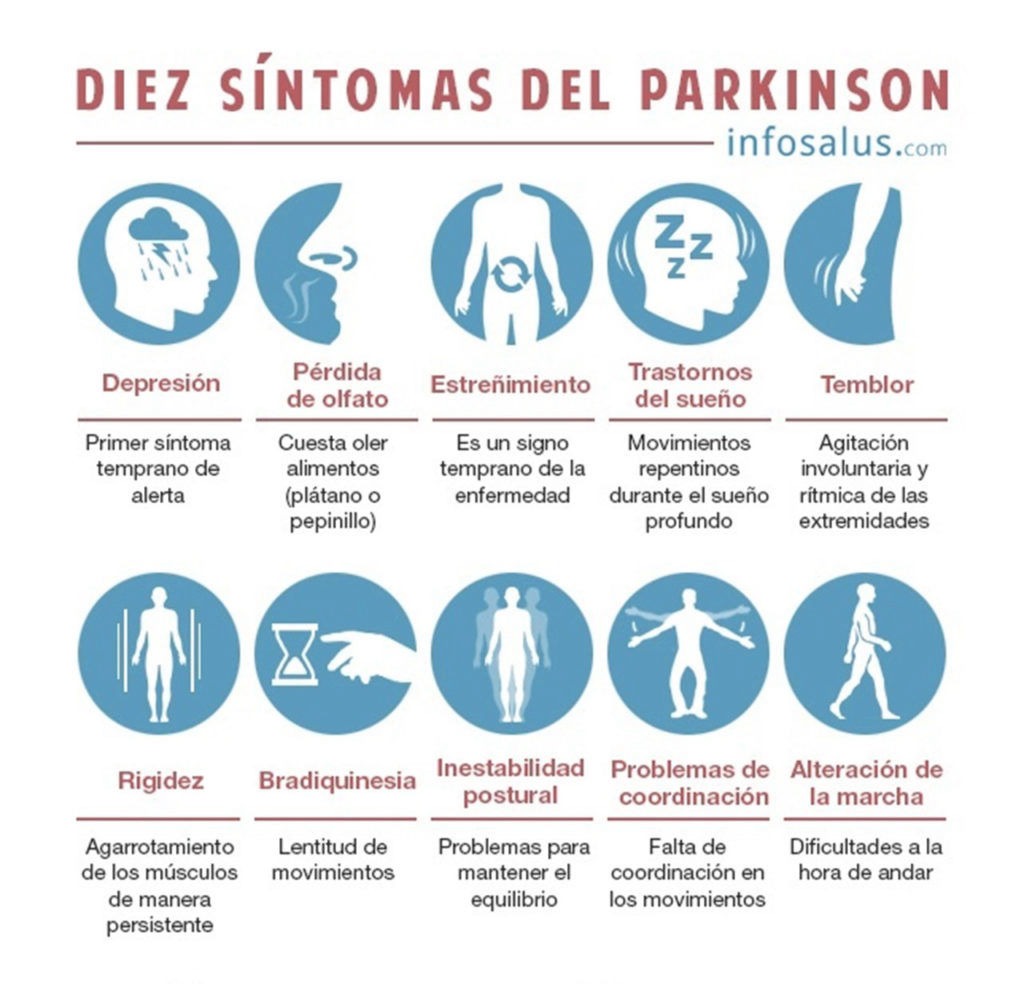 DIEZ SÍNTOMAS DEL PARKINSON
infosalus.com
Z Z
Z
Depresión
Primer síntoma
temprano de
alerta
Pérdida
de olfato
Cuesta oler
alimentos
(plátano o
pepinillo)
Estreñimiento
Es un signo
temprano de la
enfermedad
Trastornos
del sueño
Movimientos
repentinos
durante el sueño
profundo
Temblor
Agitación
involuntaria y
rítmica de las
extremidades
Rigidez
Agarrotamiento
de los músculos
de manera
persistente
Bradiquinesia
Lentitud de
movimientos
Inestabilidad
postural
Problemas para
mantener el
equilibrio
Problemas de
coordinación
Falta de
coordinación en
los movimientos
Alteración de
la marcha
Dificultades a la
hora de andar